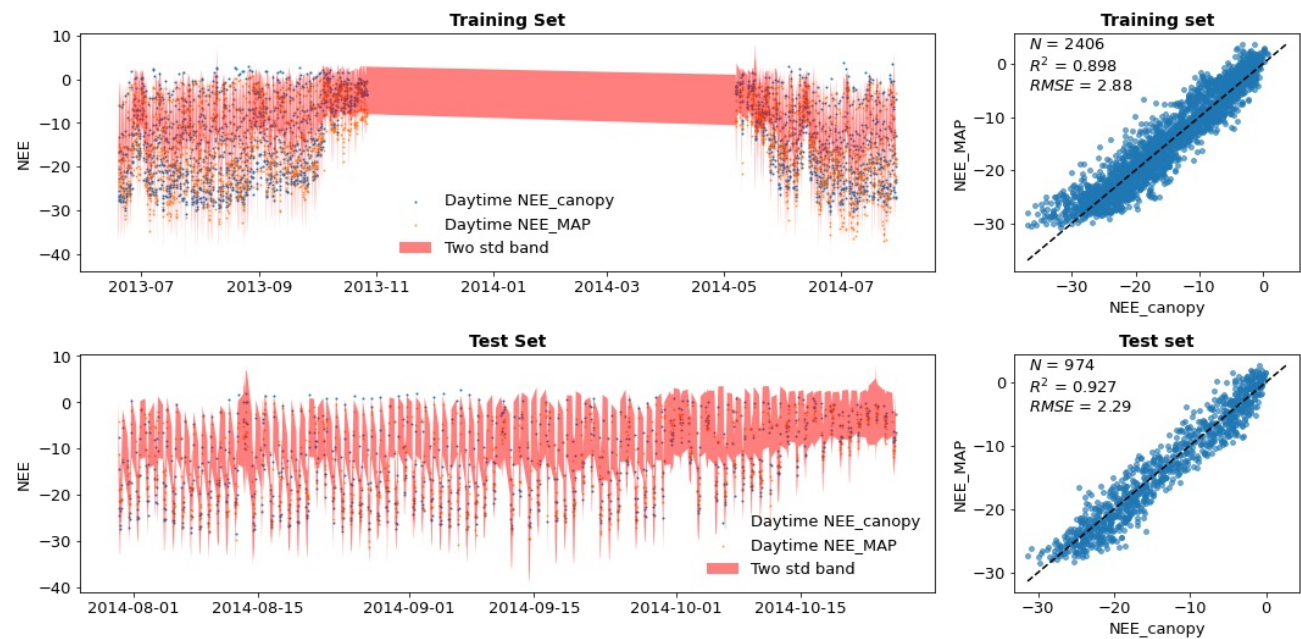 Training Set
10
0
−10
−20
−30
−40
NEE
Daytime NEE_canopy
Daytime NEE_MAP
Two std band
2013-07 2013-09 2013-11 2014-01 2014-03 2014-05 2014-07
Training set
N = 2406
R² = 0.898
RMSE = 2.88
0
−10
−20
−30
NEE_MAP
−30 −20 −10 0
NEE_canopy
Test Set
10
0
−10
−20
−30
−40
NEE
Daytime NEE_canopy
Daytime NEE_MAP
Two std band
2014-08-01 2014-08-15 2014-09-01 2014-09-15 2014-10-01 2014-10-15
Test set
N = 974
R² = 0.927
RMSE = 2.29
0
−10
−20
−30
NEE_MAP
−30 −20 −10 0
NEE_canopy